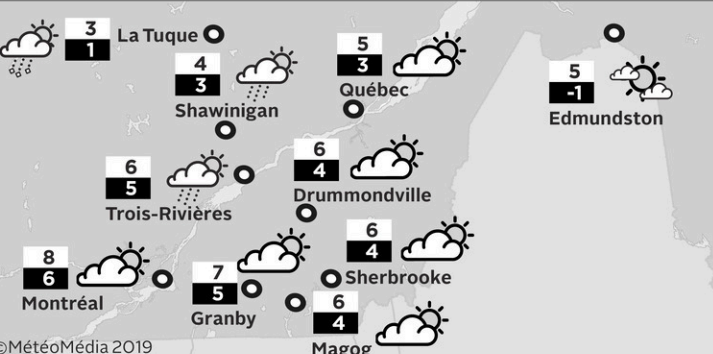 3
1
La Tuque
4
3
Shawinigan
5
3
Québec
5
-1
Edmundston
6
5
Trois-Rivières
6
4
Drummondville
8
6
Montréal
7
5
Granby
6
4
Sherbrooke
6
4
Magog
©MétéoMédia 2019